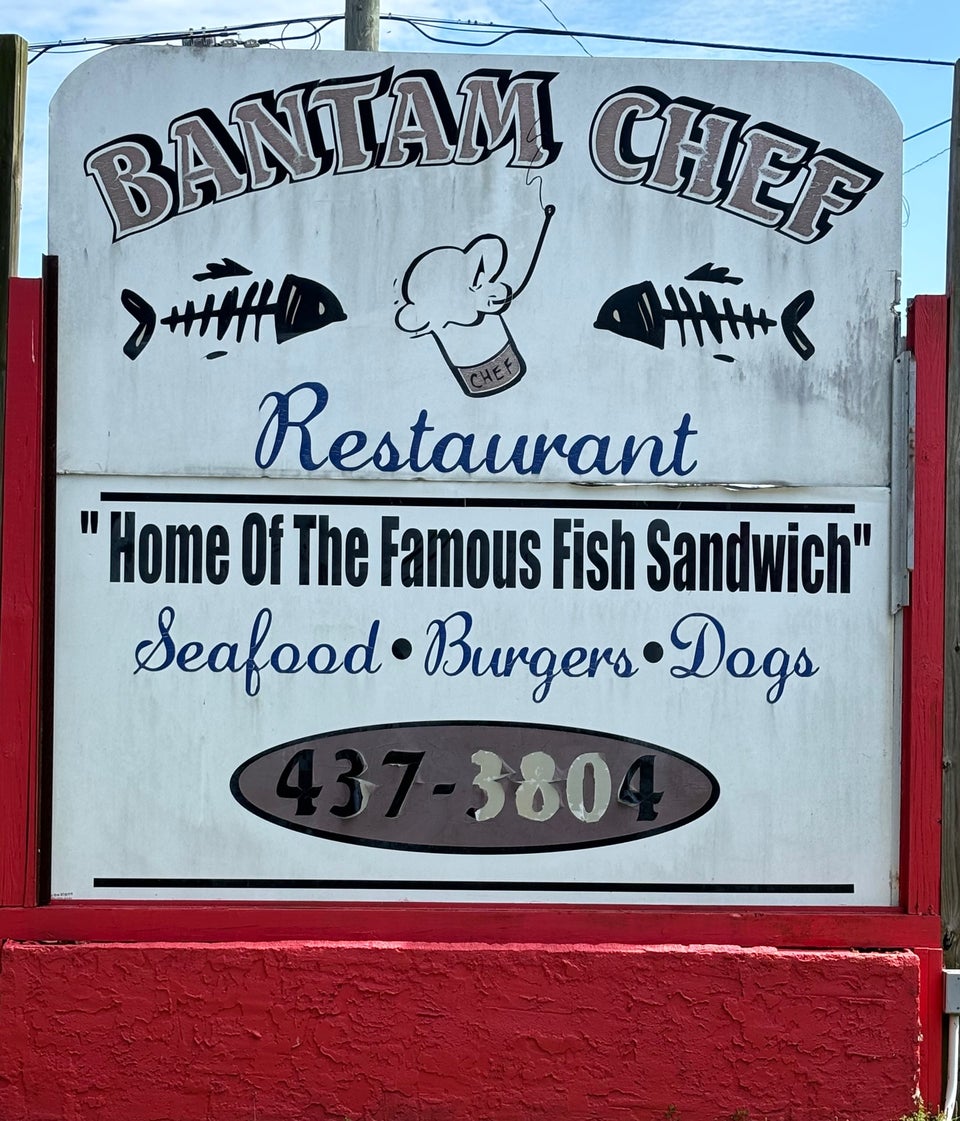 BANTAM CHEF
CHEF
Restaurant
"Home Of The Famous Fish Sandwich"
Seafood • Burgers • Dogs
437-3804